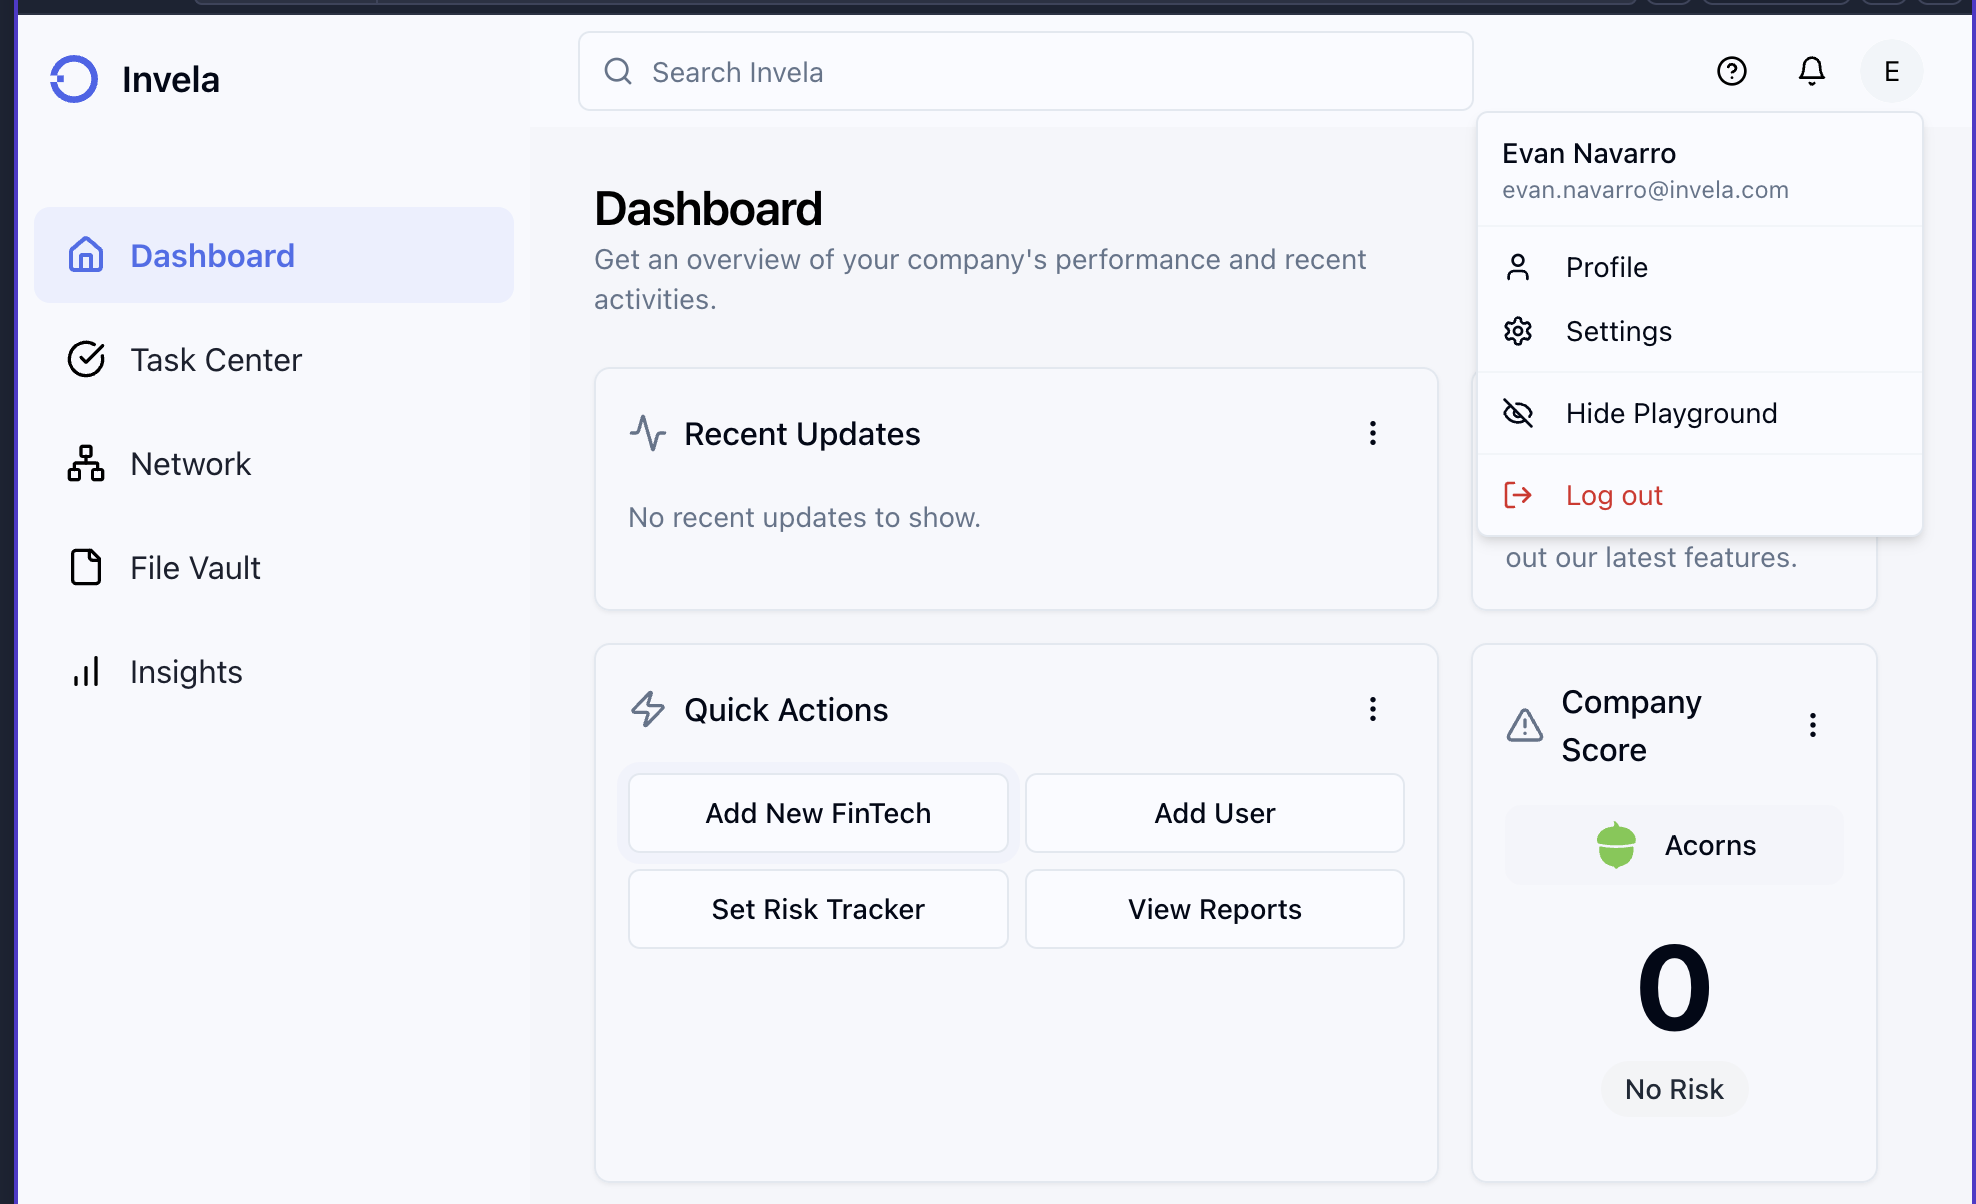 Invela
Search Invela
E
Evan Navarro
evan.navarro@invela.com
Profile
Settings
Hide Playground
Log out
Dashboard
Task Center
Network
File Vault
Insights
Dashboard
Get an overview of your company's performance and recent
activities.
Recent Updates
No recent updates to show.
out our latest features.
Quick Actions
Add New FinTech
Add User
Set Risk Tracker
View Reports
Company
Score
Acorns
0
No Risk